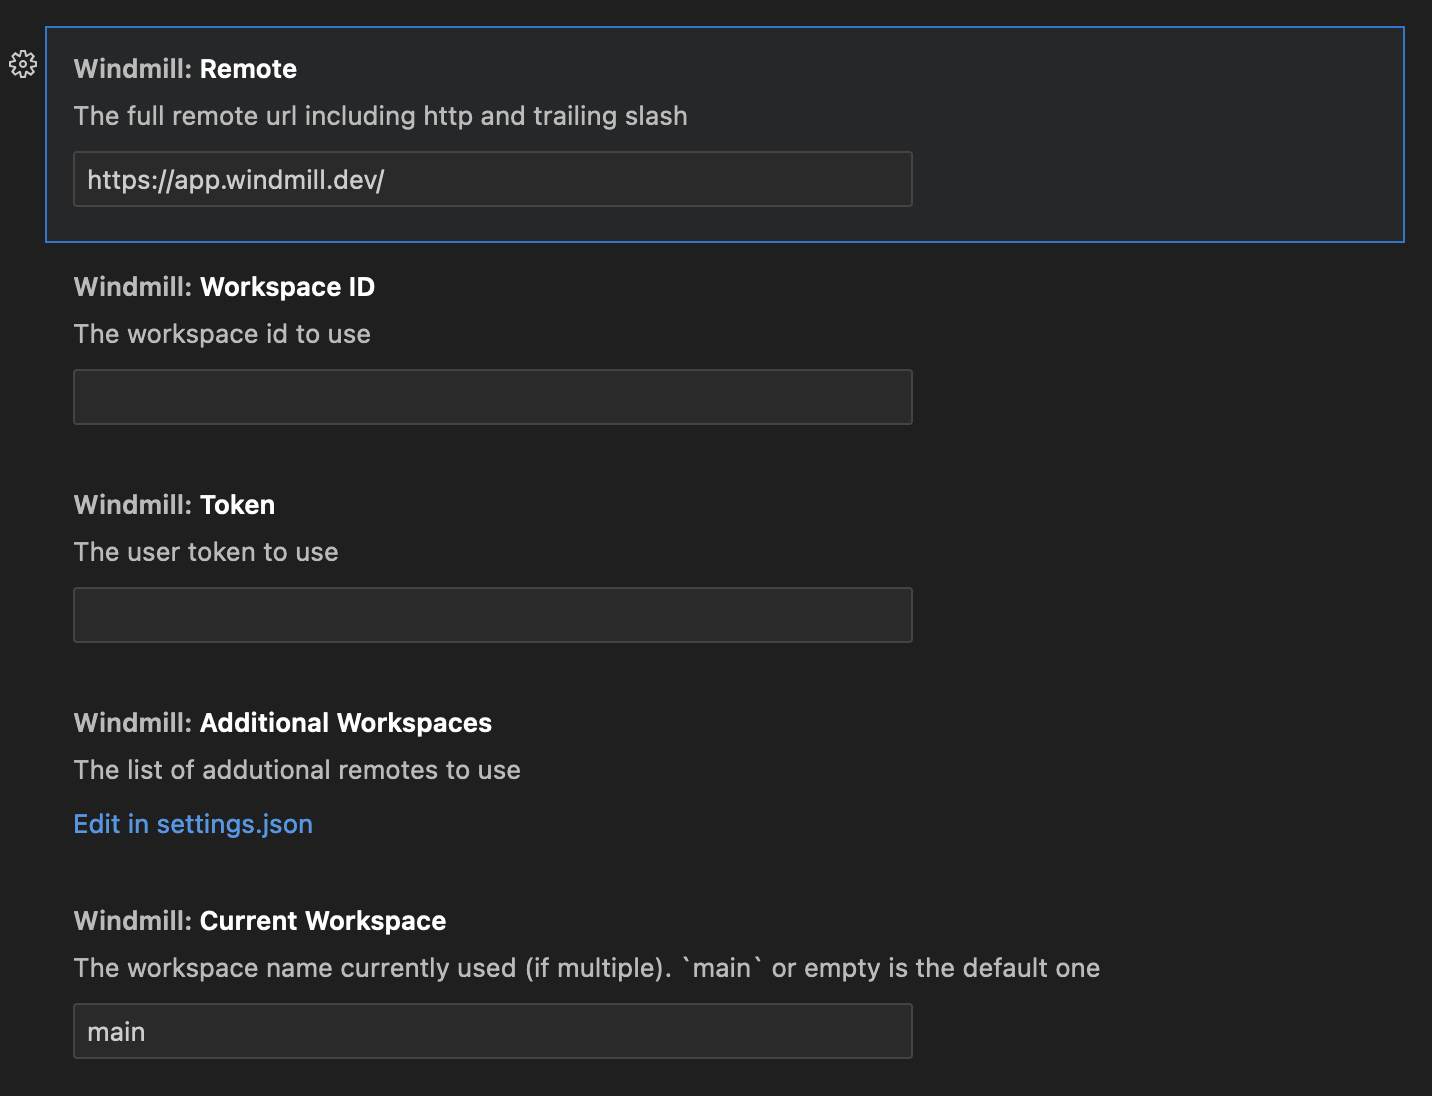 Windmill: Remote
The full remote url including http and trailing slash
https://app.windmill.dev/
Windmill: Workspace ID
The workspace id to use
Windmill: Token
The user token to use
Windmill: Additional Workspaces
The list of addutional remotes to use
Edit in settings.json
Windmill: Current Workspace
The workspace name currently used (if multiple). `main` or empty is the default one
main